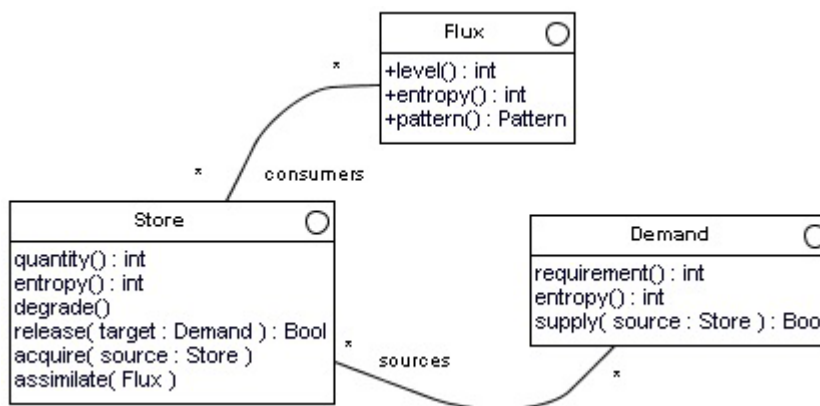 Flux
+level() : int
+entropy() : int
+pattern() : Pattern
*
*
consumers
Store
quantity() : int
entropy() : int
degrade()
release( target : Demand ) : Bool
acquire( source : Store )
assimilate( Flux )
Demand
requirement() : int
entropy() : int
supply( source : Store ) : Boo
*
sources
*